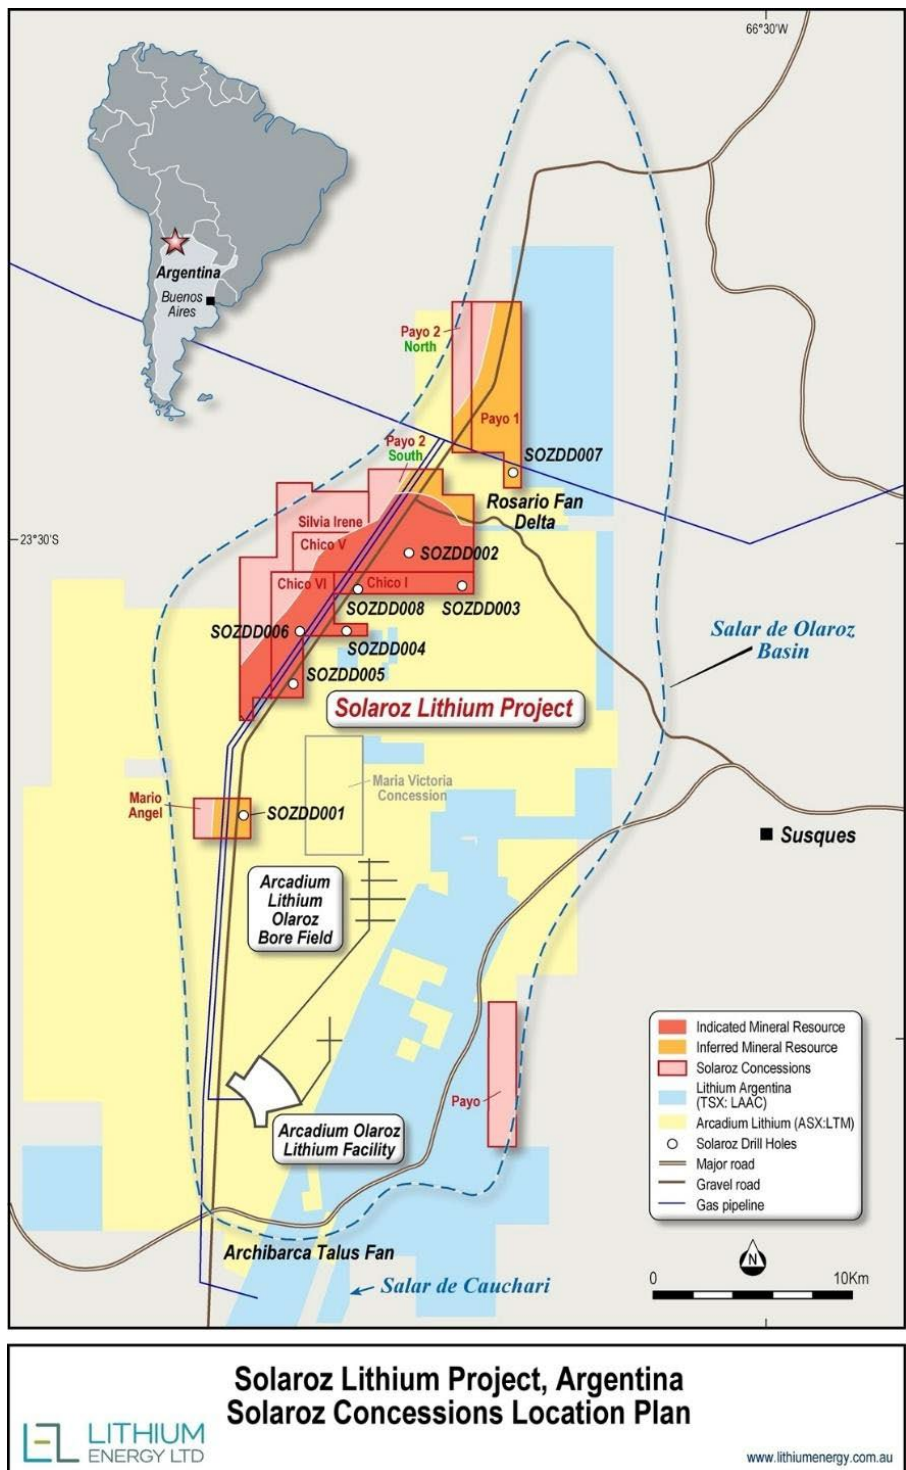 66°30'W
Argentina
Buenos
Aires
Payo 2
North
Payo 1
Payo 2
South
SOZDD007
Rosario Fan
Delta
23°30'S
Silvia Irene
Chico V
SOZDD002
Chico VI
Chico I
SOZDD008
SOZDD003
SOZDD006
SOZDD004
SOZDD005
Salar de Olaroz
Basin
Solaroz Lithium Project
Maria Victoria
Concession
Mario
Angel
SOZDD001
Susques
Arcadium
Lithium
Olaroz
Bore Field
Payo
Arcadium Olaroz
Lithium Facility
Indicated Mineral Resource
Inferred Mineral Resource
Solaroz Concessions
Lithium Argentina
(TSX: LAAC)
Arcadium Lithium (ASX:LTM)
Solaroz Drill Holes
Major road
Gravel road
Gas pipeline
Archibarca Talus Fan
Salar de Cauchari
N
0 10Km
Solaroz Lithium Project, Argentina
Solaroz Concessions Location Plan
LEL LITHIUM
ENERGY LTD
www.lithiumenergy.com.au